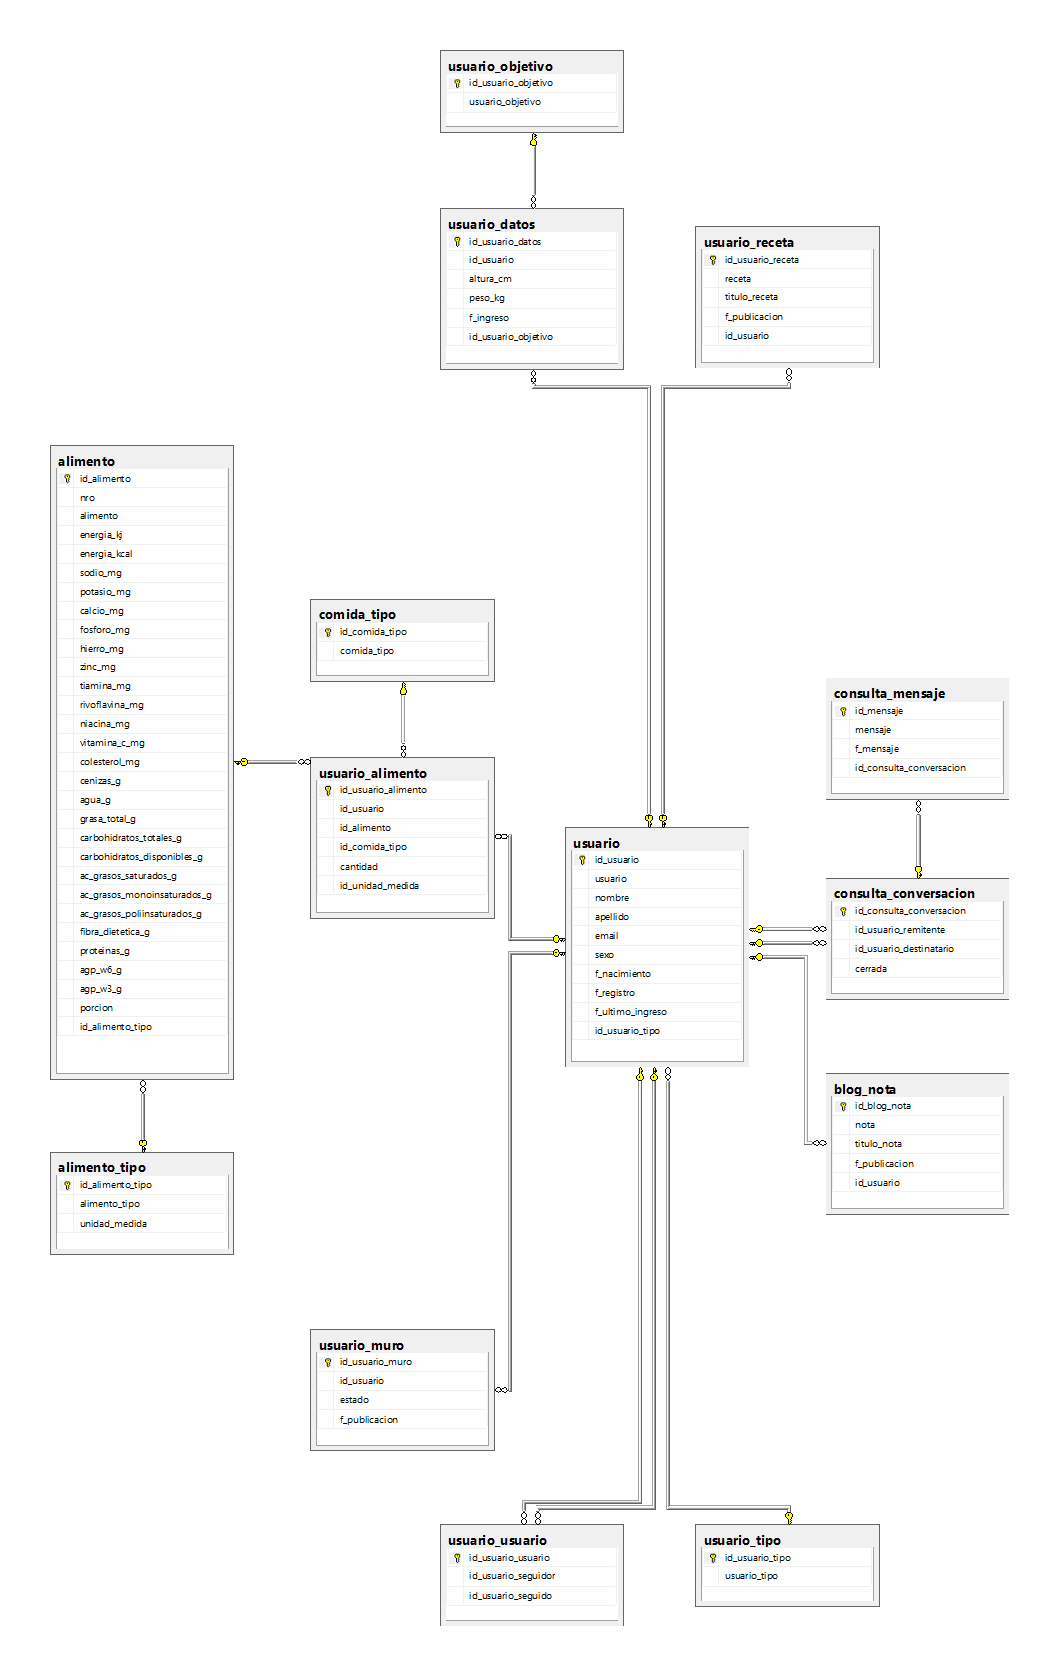 usuario_objetivo
id_usuario_objetivo
usuario_objetivo
usuario_datos
id_usuario_datos
id_usuario
altura_cm
peso_kg
f_ingreso
id_usuario_objetivo
usuario_receta
id_usuario_receta
receta
titulo_receta
f_publicacion
id_usuario
alimento
id_alimento
nro
alimento
energia_kj
energia_kcal
sodio_mg
potasio_mg
calcio_mg
fosforo_mg
hierro_mg
zinc_mg
tiamina_mg
rivoflavina_mg
niacina_mg
vitamina_c_mg
colesterol_mg
cenizas_g
agua_g
grasa_total_g
carbohidratos_totales_g
carbohidratos_disponibles_g
ac_grasos_saturados_g
ac_grasos_monoinsaturados_g
ac_grasos_poliinsaturados_g
fibra_dietetica_g
proteinas_g
agp_w6_g
agp_w3_g
porcion
id_alimento_tipo
comida_tipo
id_comida_tipo
comida_tipo
usuario_alimento
id_usuario_alimento
id_usuario
id_alimento
id_comida_tipo
cantidad
id_unidad_medida
usuario
id_usuario
usuario
nombre
apellido
email
sexo
f_nacimiento
f_registro
f_ultimo_ingreso
id_usuario_tipo
consulta_mensaje
id_mensaje
mensaje
f_mensaje
id_consulta_conversacion
consulta_conversacion
id_consulta_conversacion
id_usuario_remitente
id_usuario_destinatario
cerrada
blog_nota
id_blog_nota
nota
titulo_nota
f_publicacion
id_usuario
alimento_tipo
id_alimento_tipo
alimento_tipo
unidad_medida
usuario_muro
id_usuario_muro
id_usuario
estado
f_publicacion
usuario_usuario
id_usuario_usuario
id_usuario_seguidor
id_usuario_seguido
usuario_tipo
id_usuario_tipo
usuario_tipo